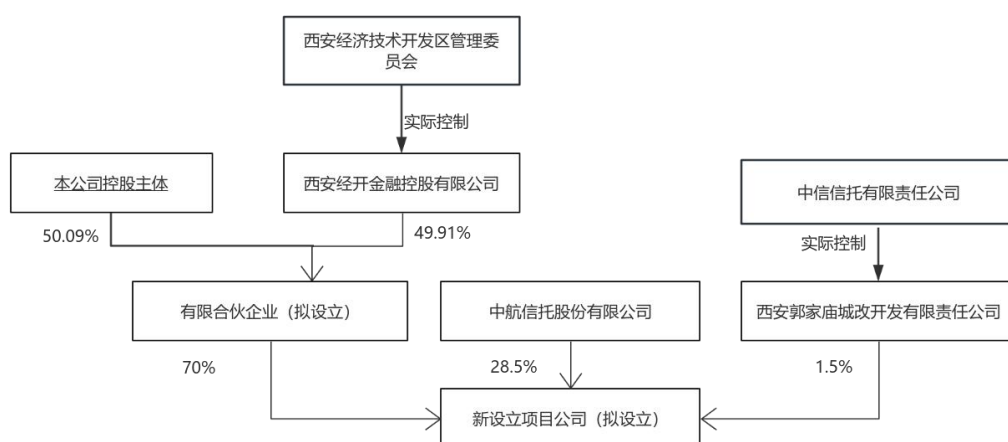 西安经济技术开发区管理委
员会
实际控制
本公司控股主体
西安经开金融控股有限公司
中信信托有限责任公司
50.09%
49.91%
实际控制
有限合伙企业（拟设立）
中航信托股份有限公司
西安郭家庙城改开发有限责任公司
70%
28.5%
1.5%
新设立项目公司（拟设立）